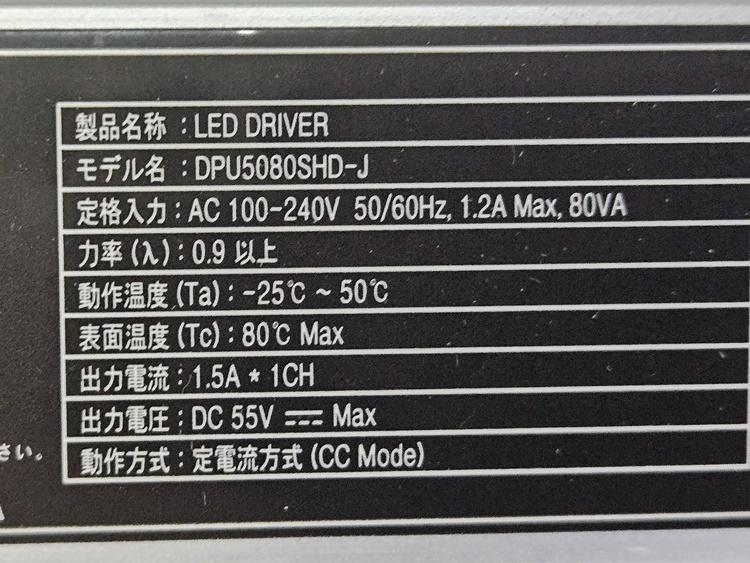 製品名称 : LED DRIVER
モデル名 : DPU5080SHD-J
定格入力 : AC 100-240V 50/60Hz, 1.2A Max, 80VA
力率 (λ) : 0.9 以上
動作温度 (Ta) : -25℃ ~ 50℃
表面温度 (Tc) : 80℃ Max
出力電流 : 1.5A * 1CH
出力電圧 : DC 55V ⎓ Max
さい。
動作方式 : 定電流方式 (CC Mode)